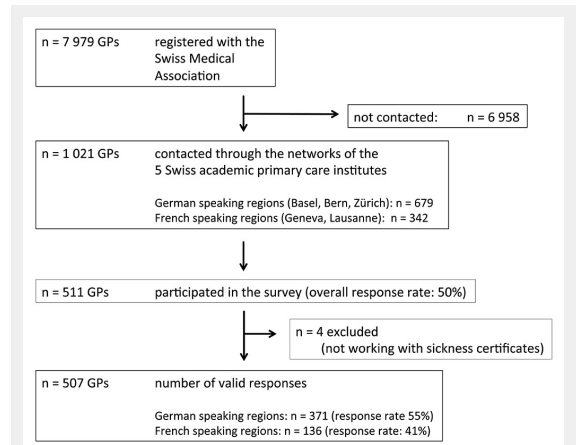 n = 7 979 GPs registered with the
Swiss Medical
Association
not contacted: n = 6 958
n = 1 021 GPs contacted through the networks of the
5 Swiss academic primary care institutes
German speaking regions (Basel, Bern, Zürich): n = 679
French speaking regions (Geneva, Lausanne): n = 342
n = 511 GPs participated in the survey (overall response rate: 50%)
n = 4 excluded
(not working with sickness certificates)
n = 507 GPs number of valid responses
German speaking regions: n = 371 (response rate 55%)
French speaking regions: n = 136 (response rate: 41%)